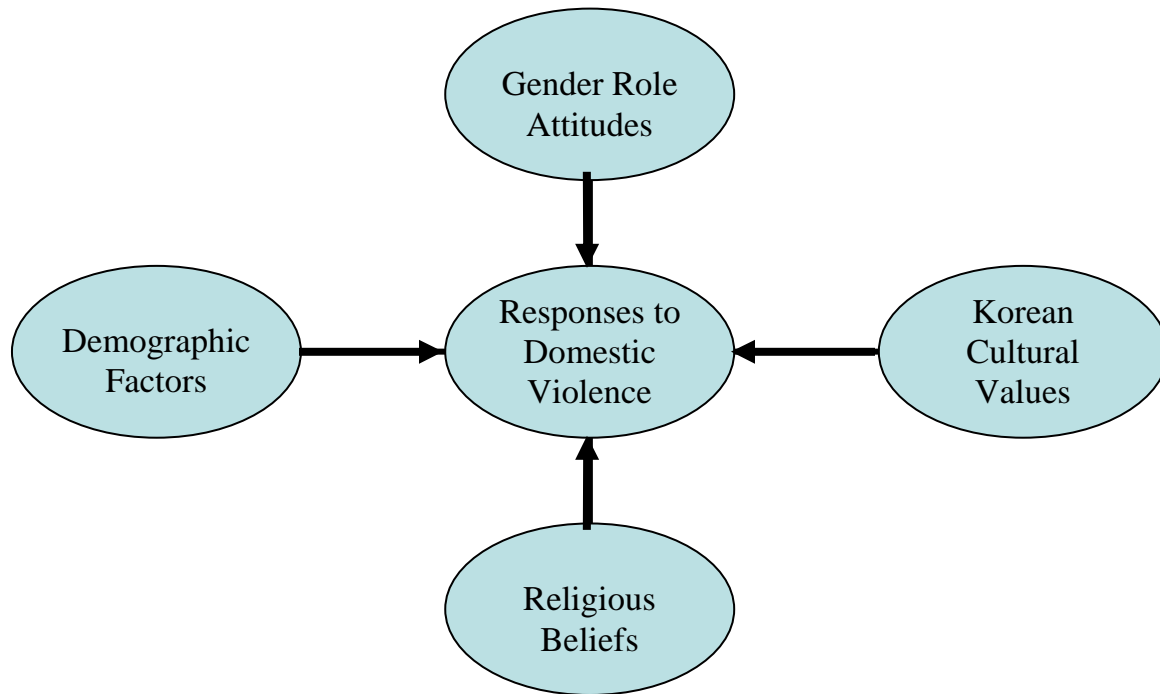 Gender Role
Attitudes
Demographic
Factors
Responses to
Domestic
Violence
Korean
Cultural
Values
Religious
Beliefs